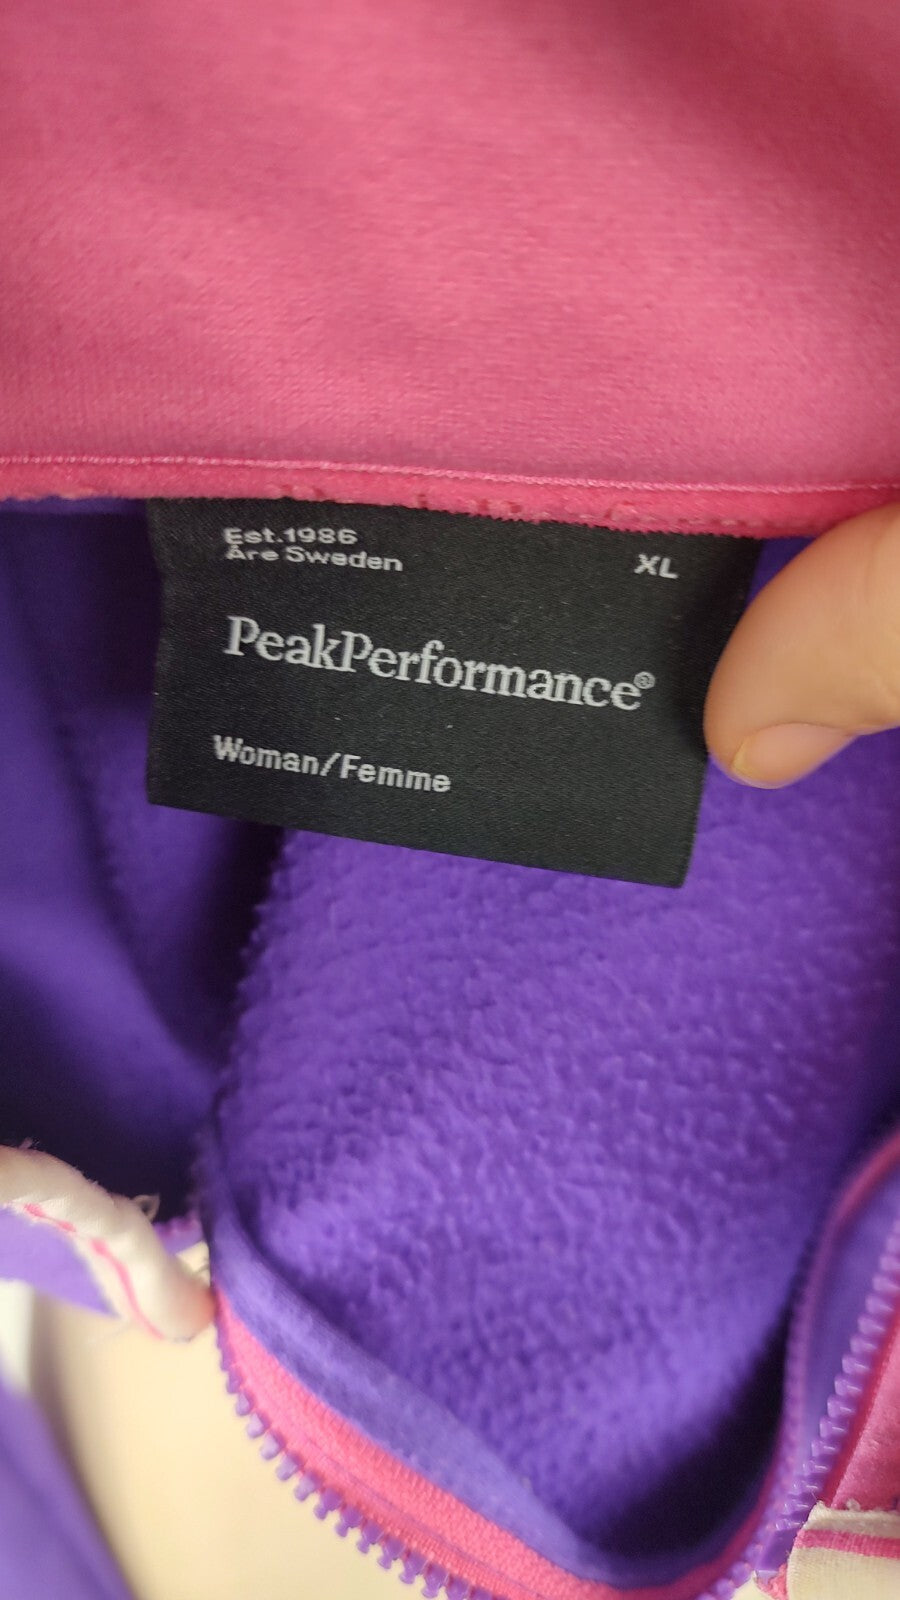 Est.1986
Åre Sweden
XL
PeakPerformance®
Woman/Femme